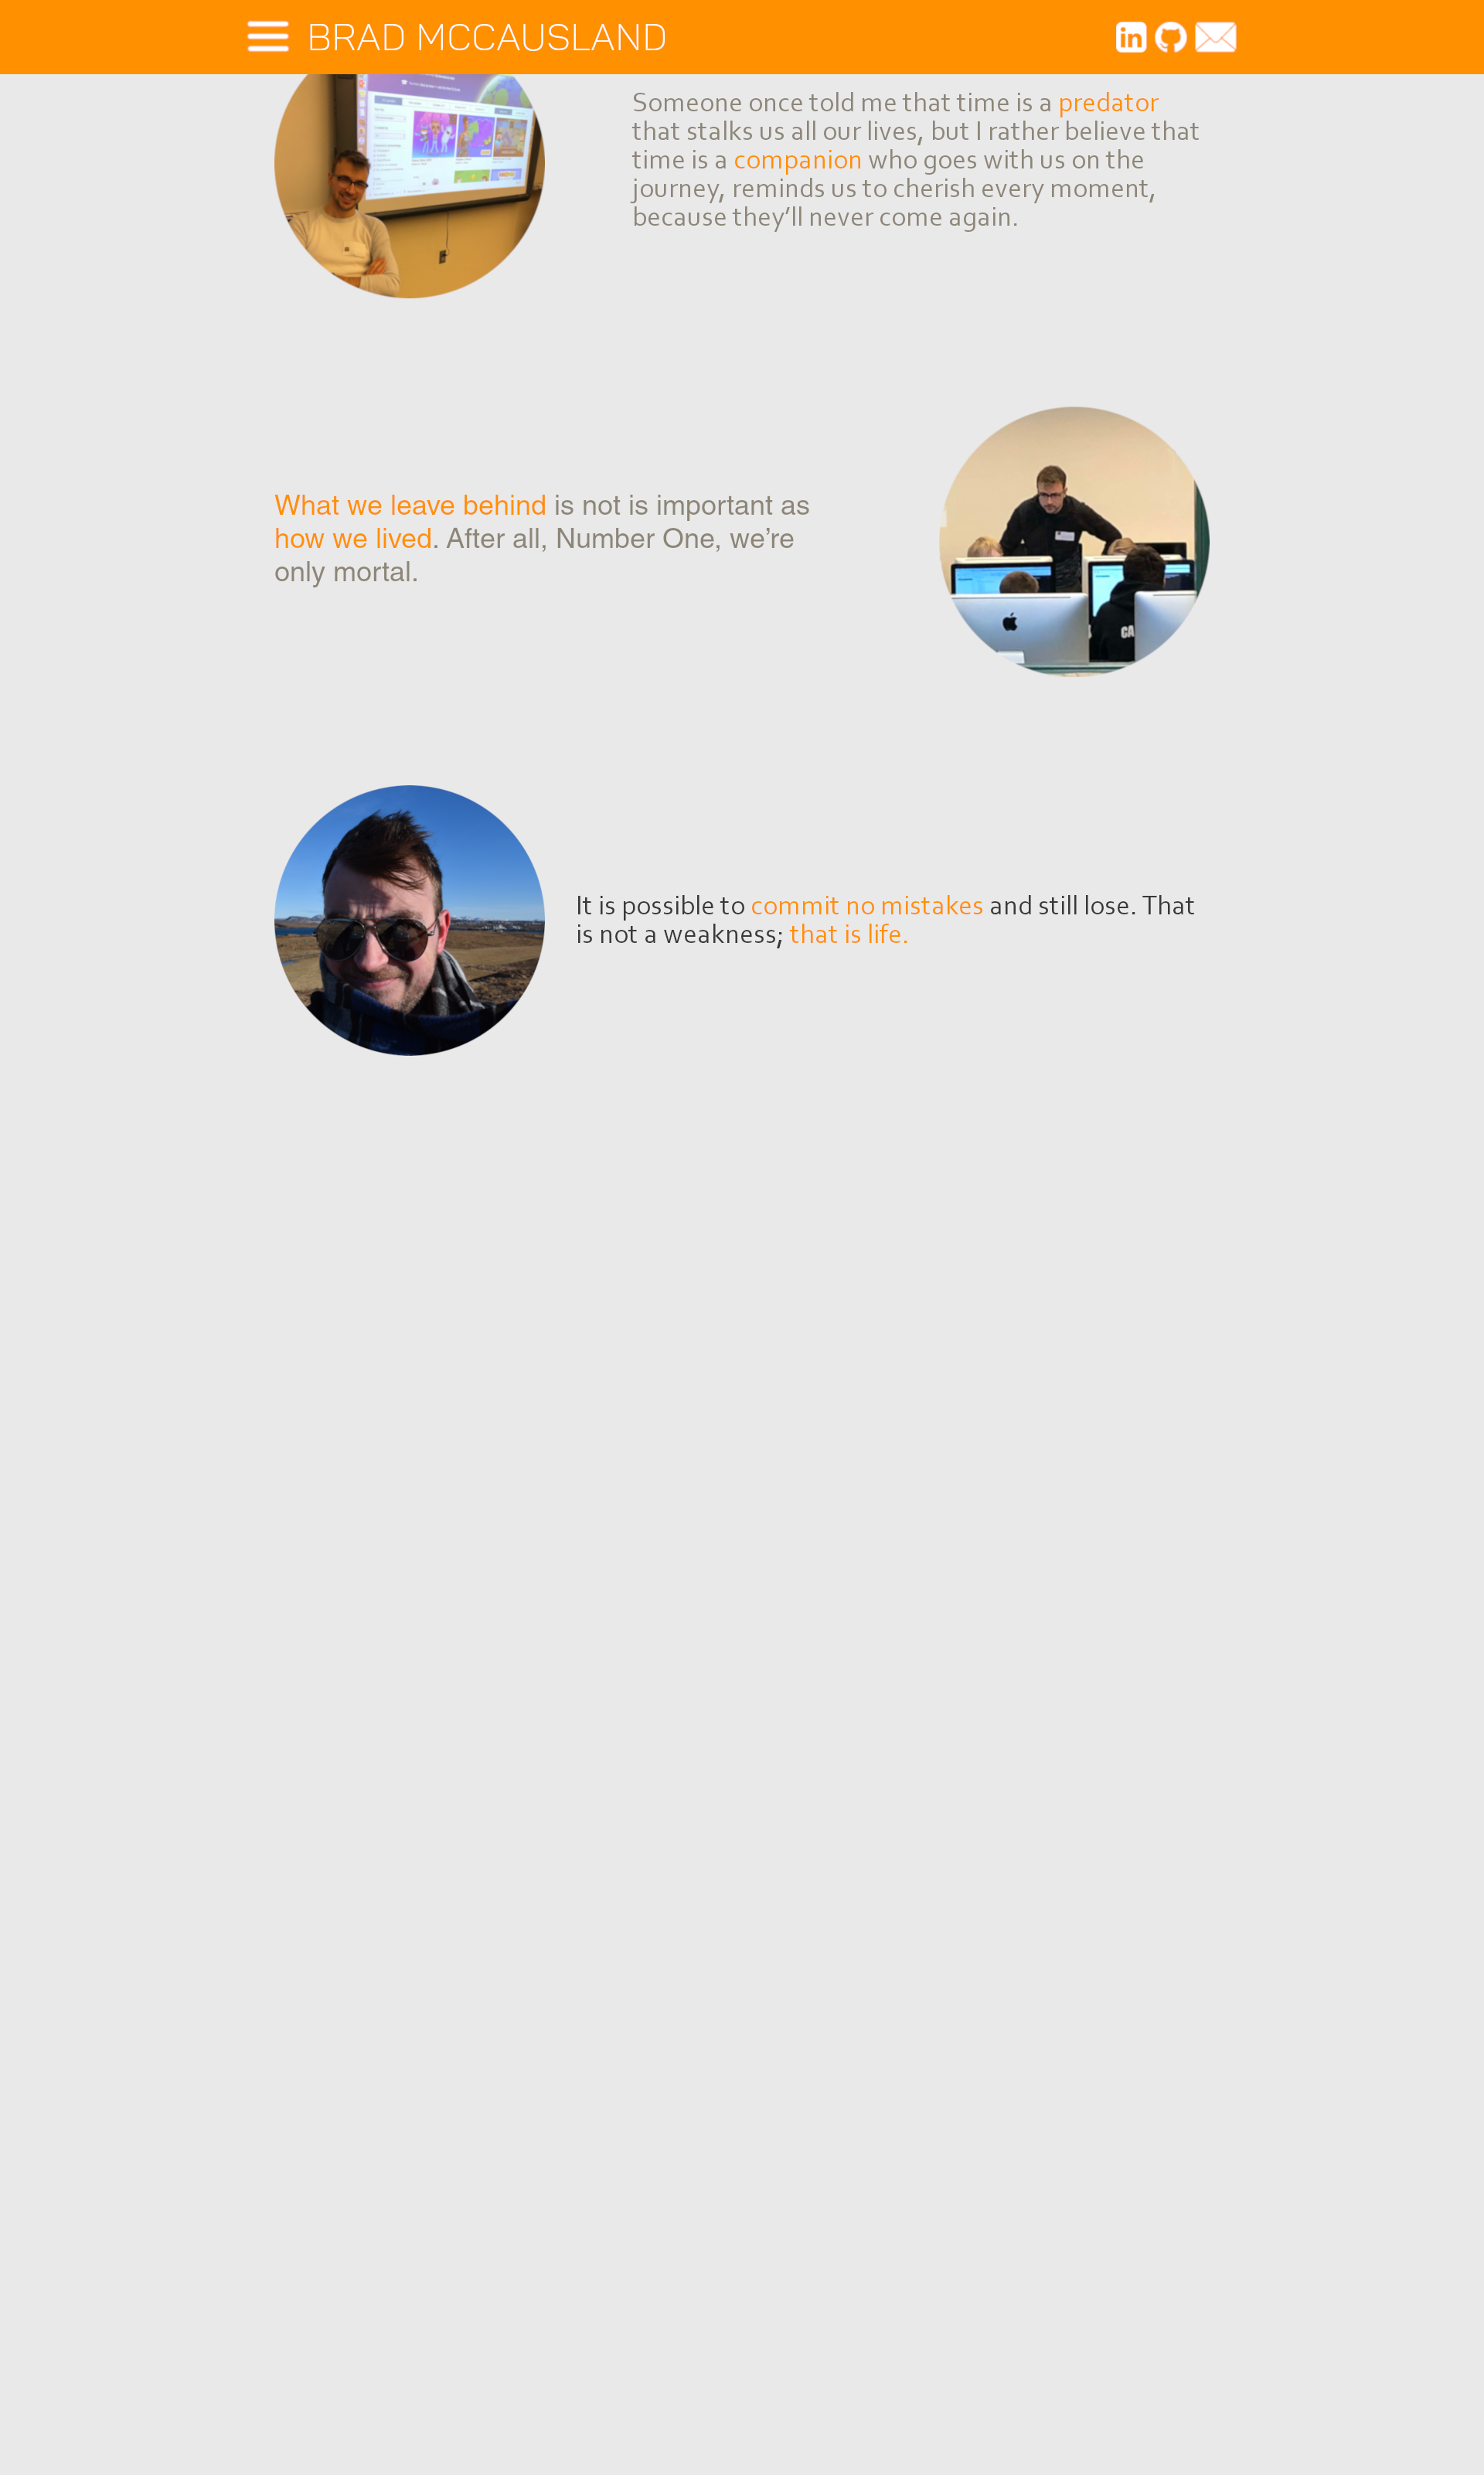 BRAD MCCAUSLAND
in
Someone once told me that time is a predator
that stalks us all our lives, but I rather believe that
time is a companion who goes with us on the
journey, reminds us to cherish every moment,
because they’ll never come again.
What we leave behind is not is important as
how we lived. After all, Number One, we’re
only mortal.
CA
It is possible to commit no mistakes and still lose. That
is not a weakness; that is life.